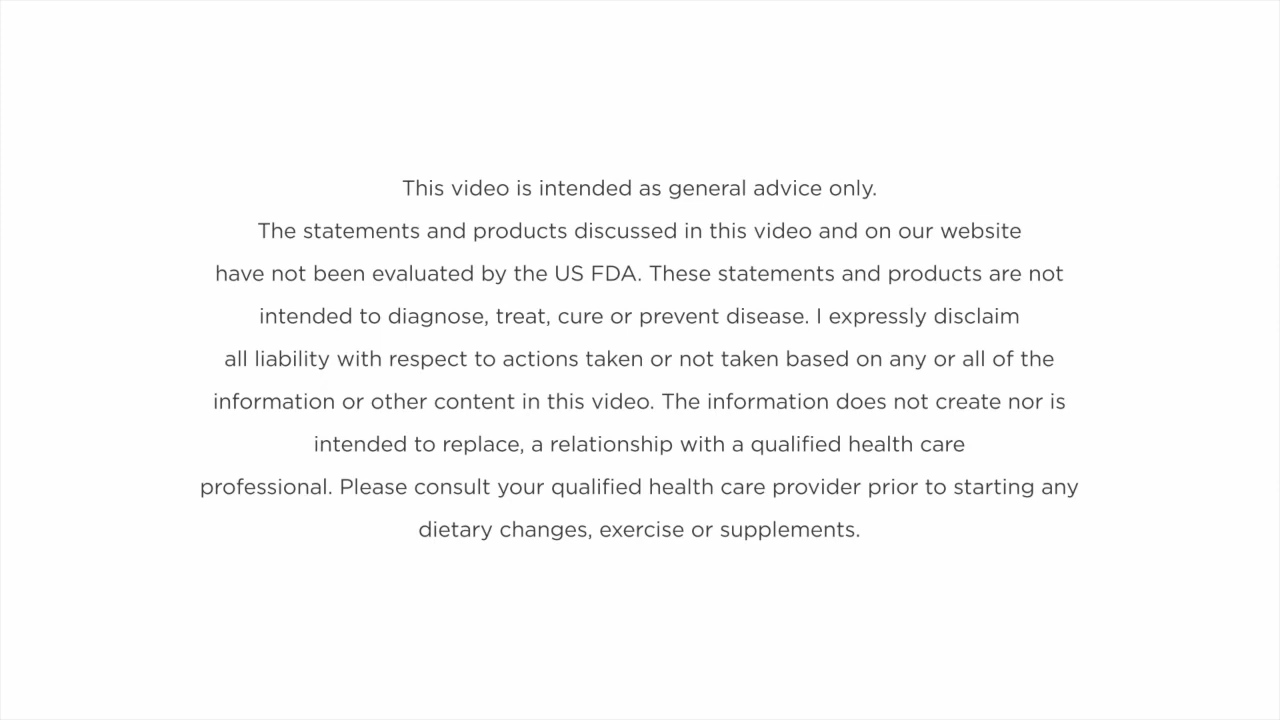 This video is intended as general advice only.
The statements and products discussed in this video and on our website
have not been evaluated by the US FDA. These statements and products are not
intended to diagnose, treat, cure or prevent disease. I expressly disclaim
all liability with respect to actions taken or not taken based on any or all of the
information or other content in this video. The information does not create nor is
intended to replace, a relationship with a qualified health care
professional. Please consult your qualified health care provider prior to starting any
dietary changes, exercise or supplements.